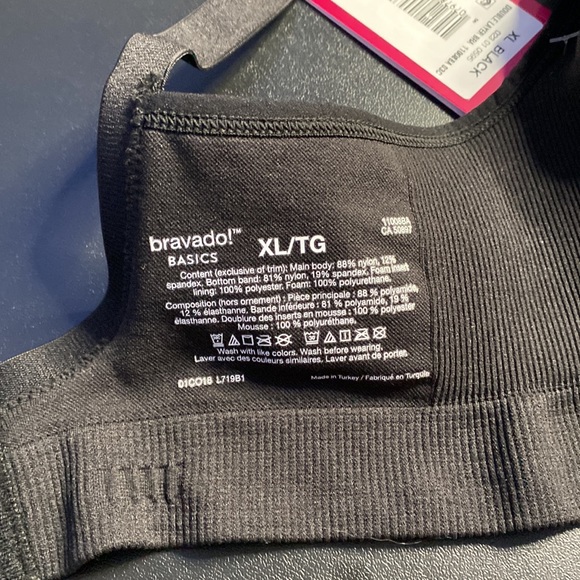 XL BLACK
bravado!™
BASICS
XL/TG
11008BA
CA 50897
Content (exclusive of trim): Main body: 88% nylon, 12%
spandex. Bottom band: 81% nylon, 19% spandex. Foam insert
lining: 100% polyester. Foam: 100% polyurethane.
Composition (hors ornement) : Pièce principale : 88 % polyamide,
12 % élasthanne. Bande inférieure : 81 % polyamide, 19 %
élasthanne. Doublure des inserts en mousse : 100 % polyester
Mousse : 100 % polyuréthane.
Wash with like colors. Wash before wearing.
Laver avec des couleurs similaires. Laver avant de porter.
01CO18 L719B1
Made in Turkey / Fabriqué en Turquie